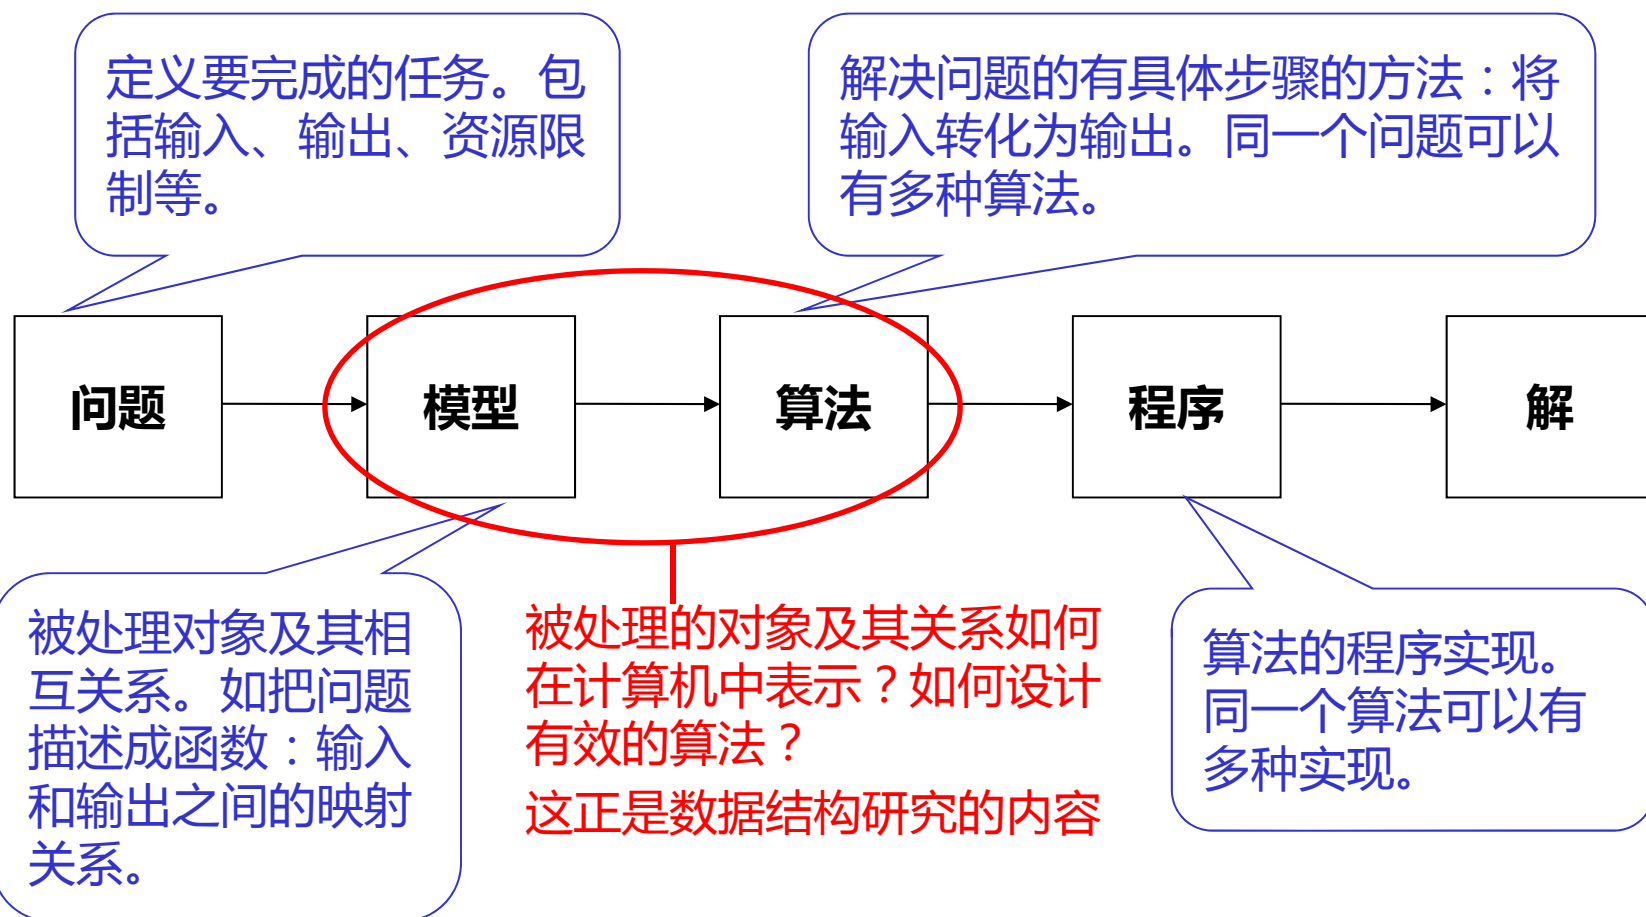 定义要完成的任务。包
括输入、输出、资源限
制等。
解决问题的有具体步骤的方法：将
输入转化为输出。同一个问题可以
有多种算法。
问题
模型
算法
程序
解
被处理对象及其相
互关系。如把问题
描述成函数：输入
和输出之间的映射
关系。
被处理的对象及其关系如何
在计算机中表示？如何设计
有效的算法？
这正是数据结构研究的内容
算法的程序实现。
同一个算法可以有
多种实现。